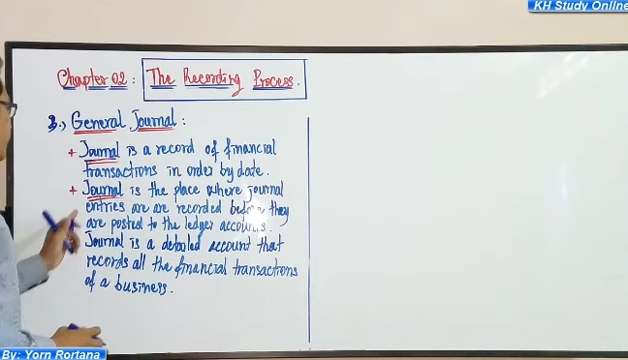 KH Study Online
Chapter 02: The Recording Process.
3., General Journal:
+ Journal is a record of financial
transactions in order by date.
+ Journal is the place where journal
entries are are recorded before they
are posted to the ledger accounts.
Journal is a detailed account that
records all the financial transactions
of a business.
By: Yorn Rortana